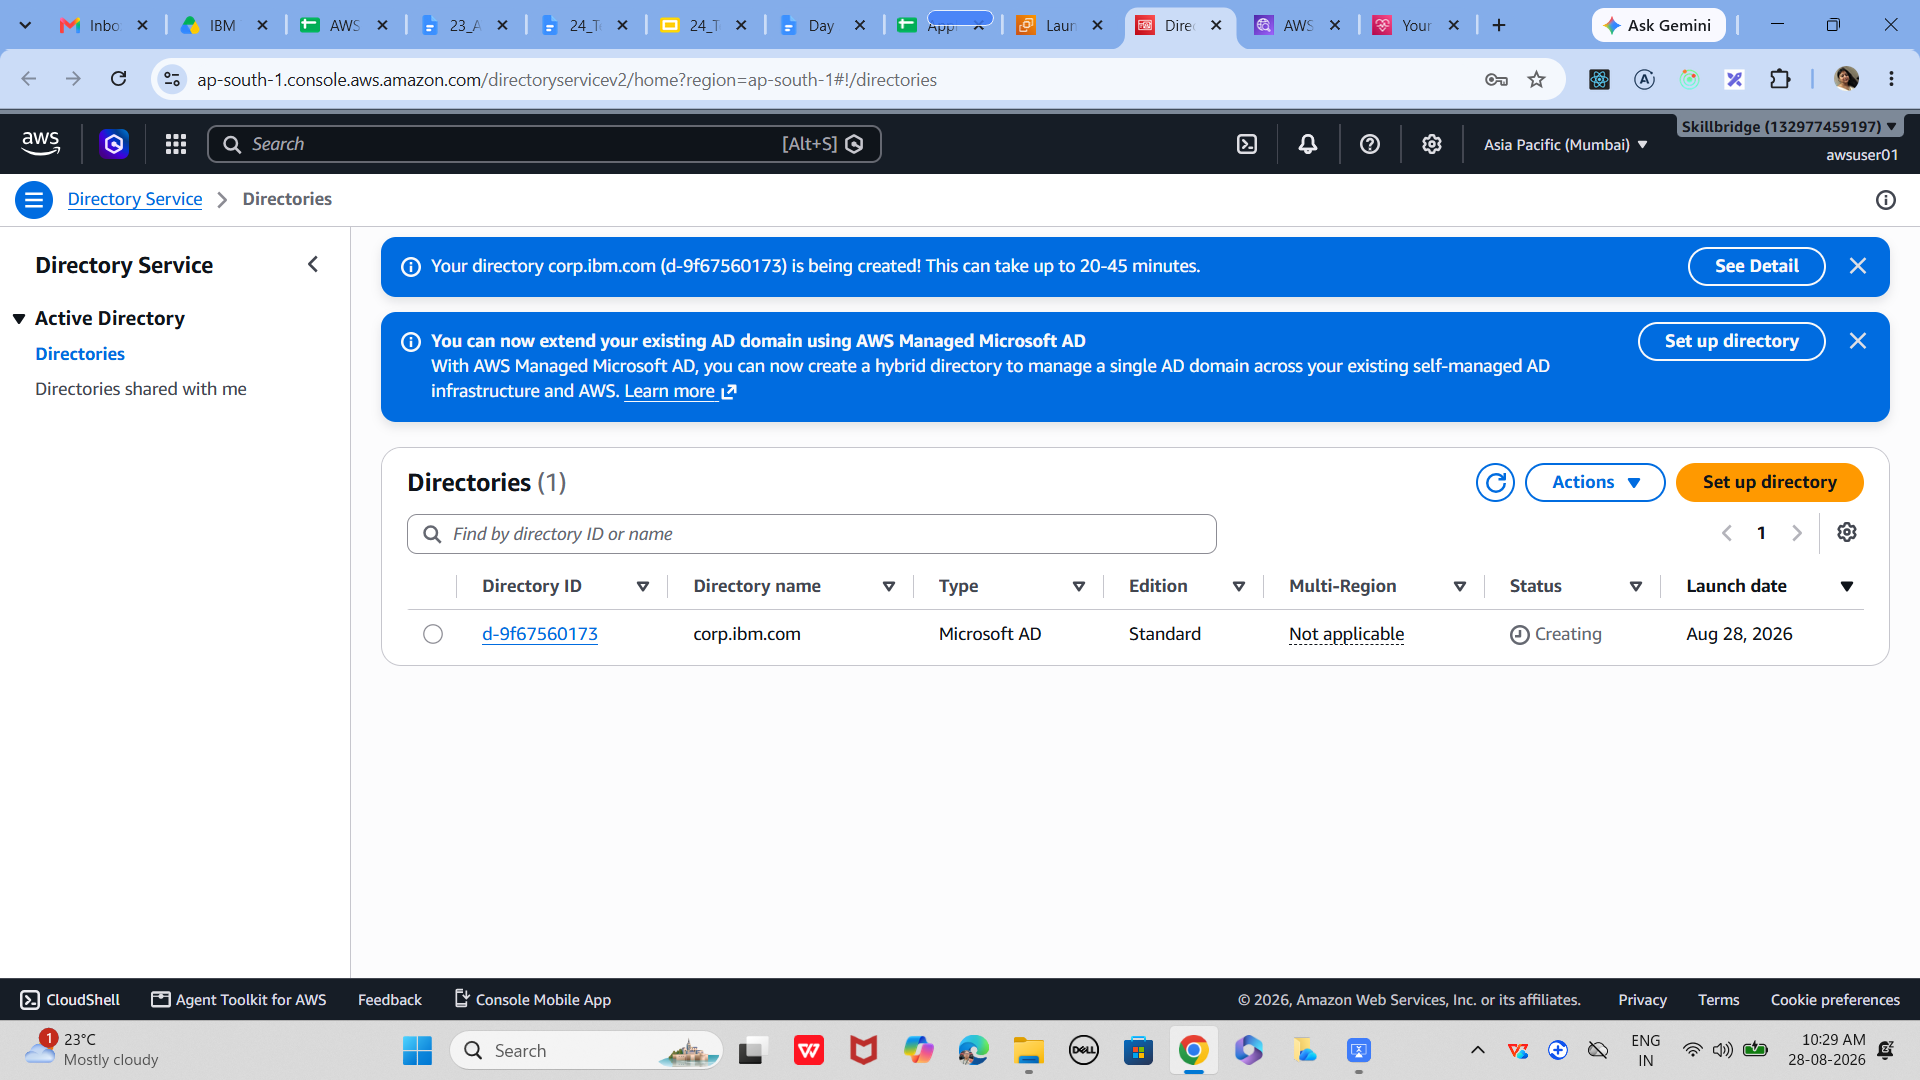 Inbo
IBM
AWS
23_A
24_T
24_T
Day
App
Laun
Direc
AWS
Your
Ask Gemini
ap-south-1.console.aws.amazon.com/directoryservicev2/home?region=ap-south-1#!/directories
aws
Search
[Alt+S]
Asia Pacific (Mumbai)
Skillbridge (132977459197)
awsuser01
Directory Service
Directories
Directory Service
Active Directory
Directories
Directories shared with me
Your directory corp.ibm.com (d-9f67560173) is being created! This can take up to 20-45 minutes.
See Detail
You can now extend your existing AD domain using AWS Managed Microsoft AD
With AWS Managed Microsoft AD, you can now create a hybrid directory to manage a single AD domain across your existing self-managed AD
infrastructure and AWS. Learn more
Set up directory
Directories (1)
Actions
Set up directory
Find by directory ID or name
1
Directory ID Directory name Type Edition Multi-Region Status Launch date
d-9f67560173 corp.ibm.com Microsoft AD Standard Not applicable Creating Aug 28, 2026
CloudShell Agent Toolkit for AWS Feedback Console Mobile App © 2026, Amazon Web Services, Inc. or its affiliates. Privacy Terms Cookie preferences
1
23°C
Mostly cloudy
Search
DELL
ENG
IN
10:29 AM
28-08-2026